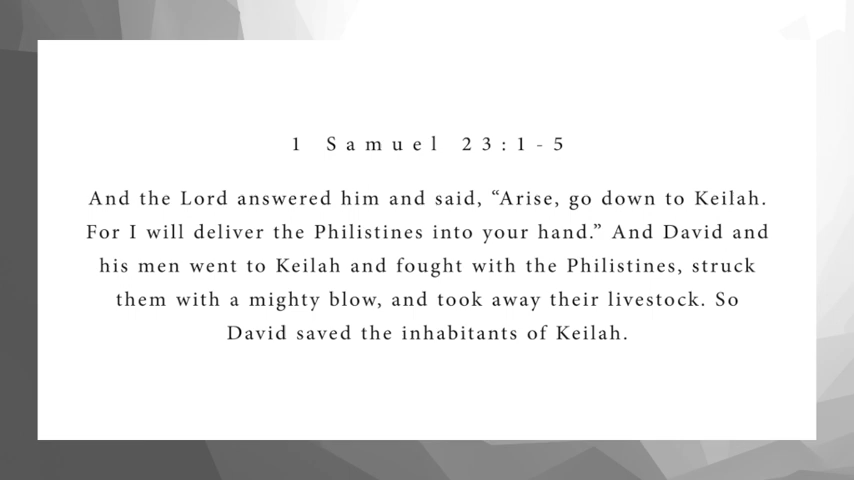 1 Samuel 23:1-5
And the Lord answered him and said, “Arise, go down to Keilah.
For I will deliver the Philistines into your hand.” And David and
his men went to Keilah and fought with the Philistines, struck
them with a mighty blow, and took away their livestock. So
David saved the inhabitants of Keilah.